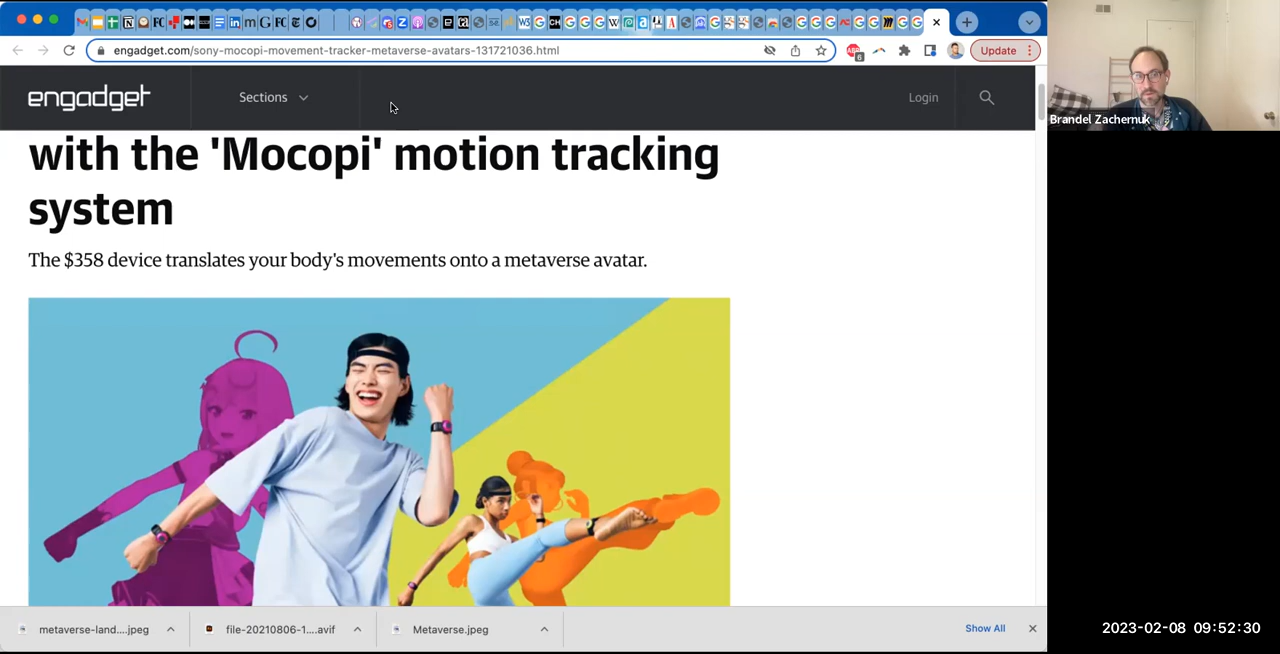 engadget.com/sony-mocopi-movement-tracker-metaverse-avatars-131721036.html
6
Update
engadget
Sections
Login
with the 'Mocopi' motion tracking
system
The $358 device translates your body's movements onto a metaverse avatar.
metaverse-land....jpeg
file-20210806-1....avif
Metaverse.jpeg
Show All
Brandel Zachernuk
2023-02-08 09:52:30